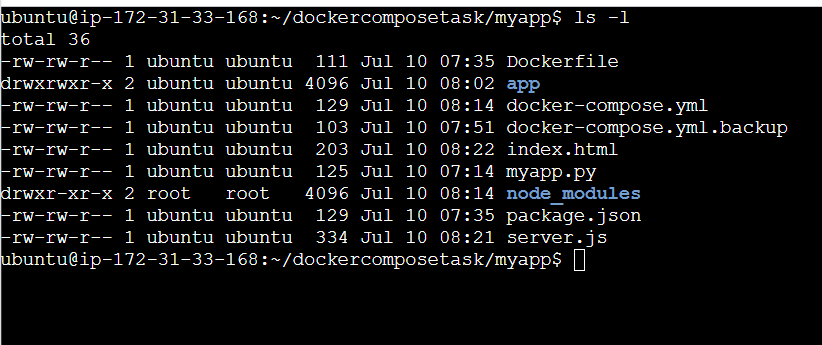 ubuntu@ip-172-31-33-168:~/dockercomposetask/myapp$ ls -l
total 36
-rw-rw-r-- 1 ubuntu ubuntu  111 Jul 10 07:35 Dockerfile
drwxrwxr-x 2 ubuntu ubuntu 4096 Jul 10 08:02 app
-rw-rw-r-- 1 ubuntu ubuntu  129 Jul 10 08:14 docker-compose.yml
-rw-rw-r-- 1 ubuntu ubuntu  103 Jul 10 07:51 docker-compose.yml.backup
-rw-rw-r-- 1 ubuntu ubuntu  203 Jul 10 08:22 index.html
-rw-rw-r-- 1 ubuntu ubuntu  125 Jul 10 07:14 myapp.py
drwxr-xr-x 2 root   root   4096 Jul 10 08:14 node_modules
-rw-rw-r-- 1 ubuntu ubuntu  129 Jul 10 07:35 package.json
-rw-rw-r-- 1 ubuntu ubuntu  334 Jul 10 08:21 server.js
ubuntu@ip-172-31-33-168:~/dockercomposetask/myapp$